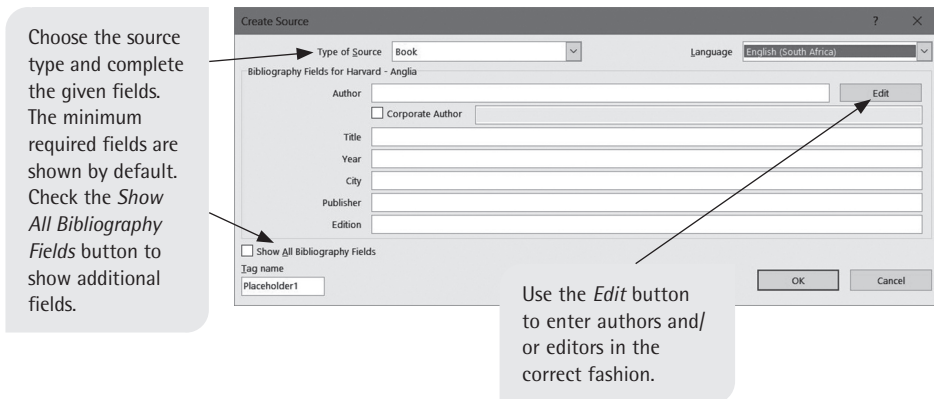 Choose the source
type and complete
the given fields.
The minimum
required fields are
shown by default.
Check the Show
All Bibliography
Fields button to
show additional
fields.
Create Source ? ×
Type of Source Book Language English (South Africa)
Bibliography Fields for Harvard - Anglia
Author Edit
Corporate Author
Title
Year
City
Publisher
Edition
Show All Bibliography Fields
Tag name
Placeholder1 OK Cancel
Use the Edit button
to enter authors and/
or editors in the
correct fashion.